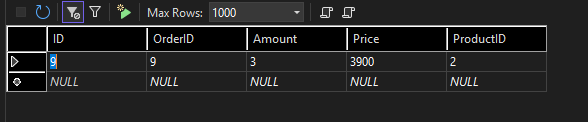 Max Rows: 1000
ID OrderID Amount Price ProductID
9 9 3 3900 2
NULL NULL NULL NULL NULL